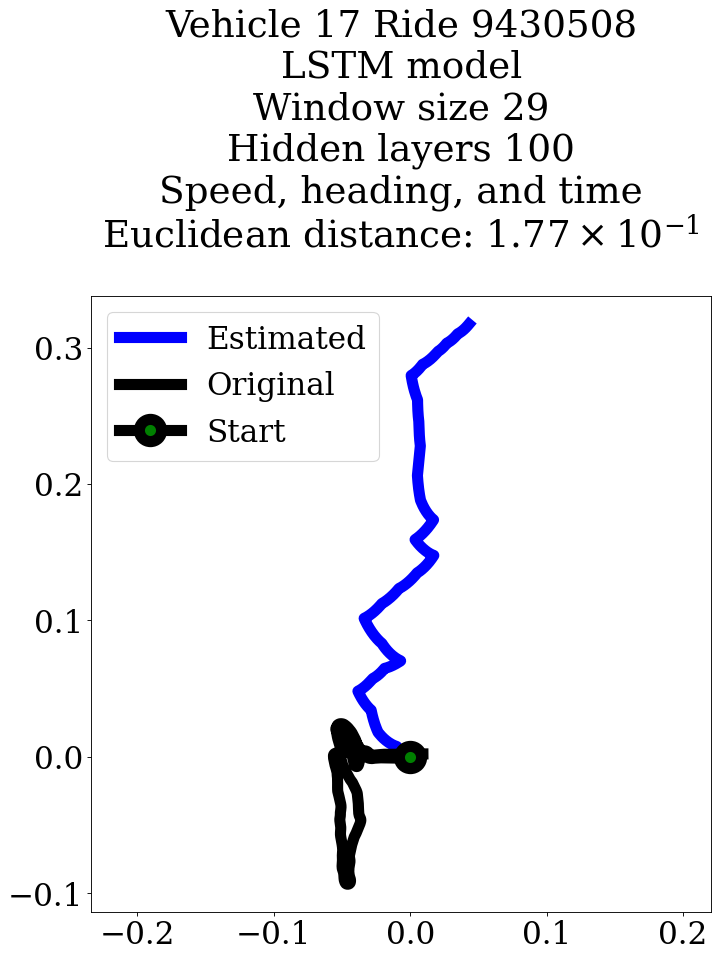 Vehicle 17 Ride 9430508
LSTM model
Window size 29
Hidden layers 100
Speed, heading, and time
Euclidean distance: 1.77 × 10⁻¹
Estimated
Original
Start
0.3
0.2
0.1
0.0
−0.1
−0.2
−0.1
0.0
0.1
0.2